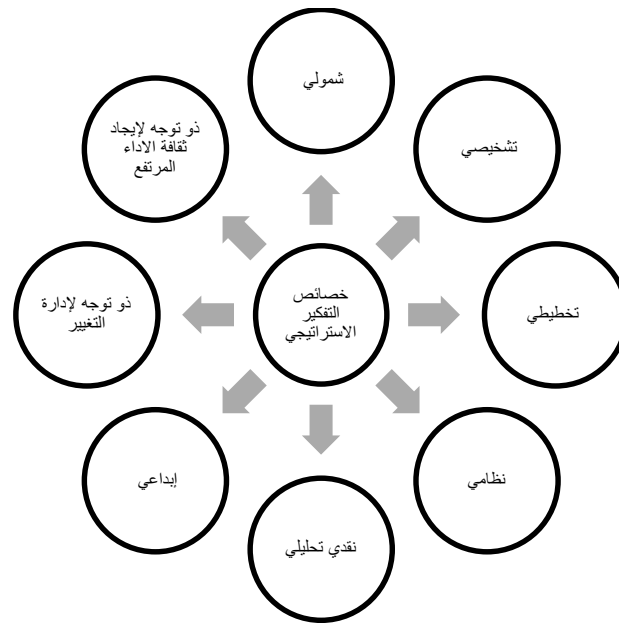 شمولي
تشخيصي
تخطيطي
نظامي
نقدي تحليلي
إبداعي
ذو توجه لإدارة
التغيير
ذو توجه لإيجاد
ثقافة الاداء
المرتفع
خصائص
التفكير
الاستراتيجي